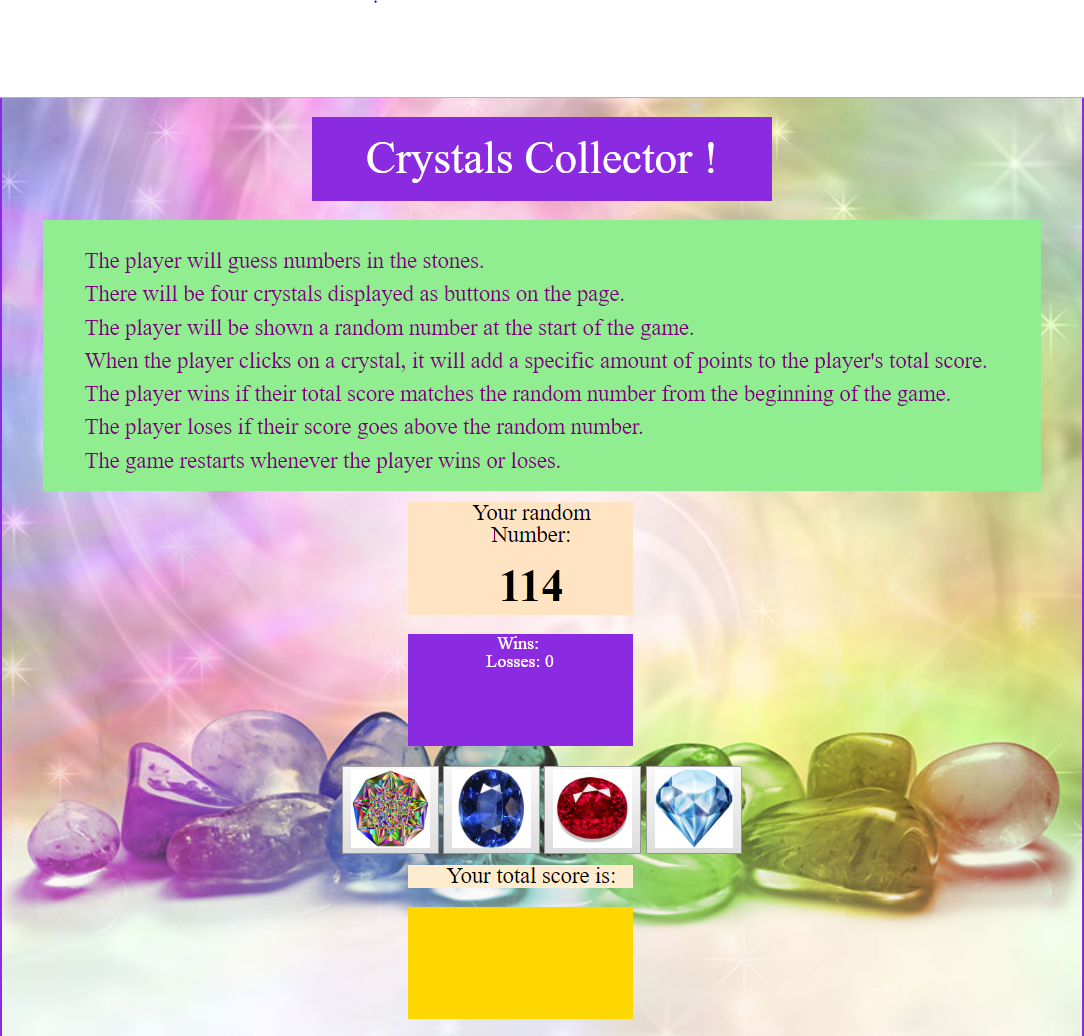 Crystals Collector !
The player will guess numbers in the stones.
There will be four crystals displayed as buttons on the page.
The player will be shown a random number at the start of the game.
When the player clicks on a crystal, it will add a specific amount of points to the player's total score.
The player wins if their total score matches the random number from the beginning of the game.
The player loses if their score goes above the random number.
The game restarts whenever the player wins or loses.
Your random
Number:
114
Wins:
Losses: 0
Your total score is: